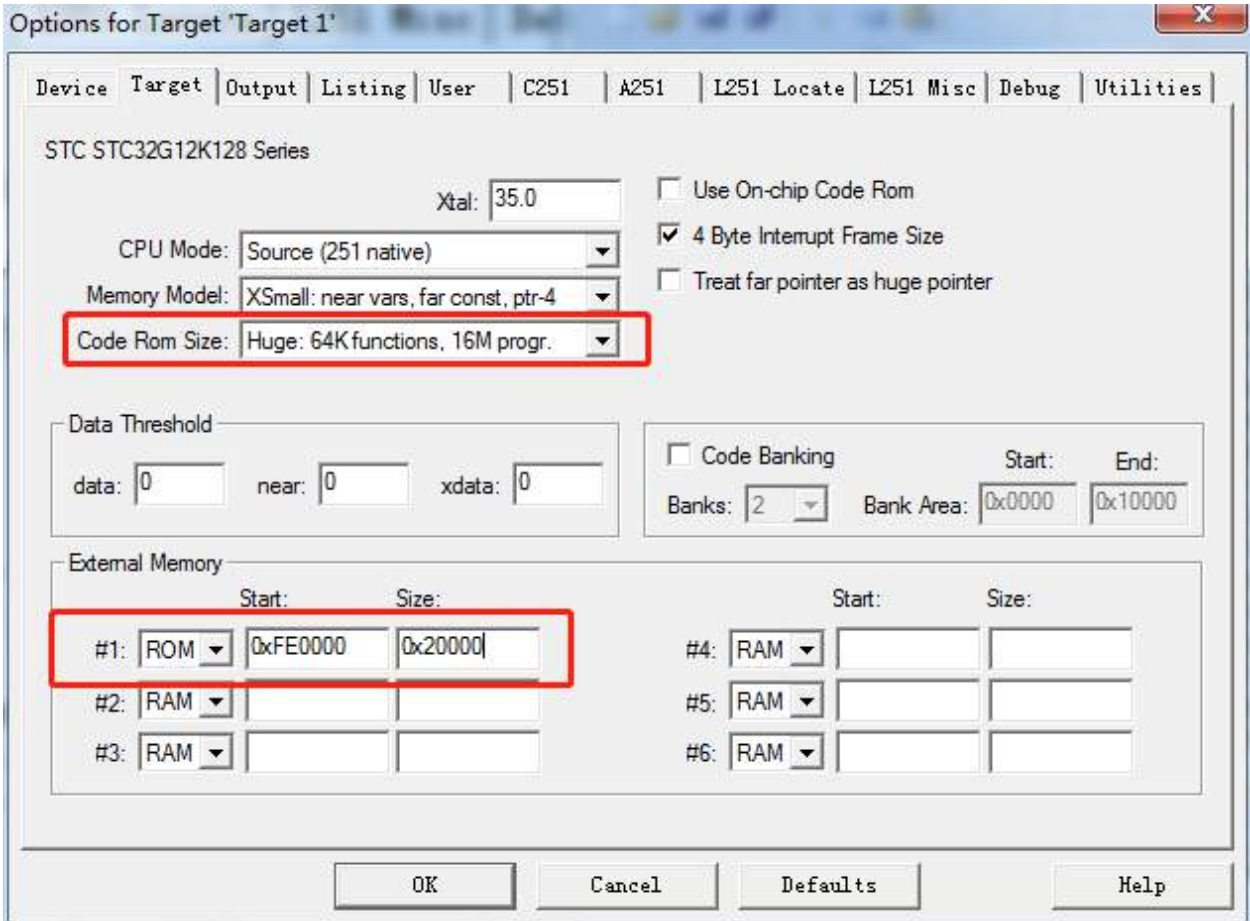 Options for Target 'Target 1'
Device Target Output Listing User C251 A251 L251 Locate L251 Misc Debug Utilities
STC STC32G12K128 Series
Xtal: 35.0
Use On-chip Code Rom
CPU Mode: Source (251 native)
4 Byte Interrupt Frame Size
Memory Model: XSmall: near vars, far const, ptr-4
Treat far pointer as huge pointer
Code Rom Size: Huge: 64K functions, 16M progr.
Data Threshold
data: 0 near: 0 xdata: 0
Code Banking Start: End:
Banks: 2 Bank Area: 0x0000 0x10000
External Memory
Start: Size: Start: Size:
#1: ROM 0xFE0000 0x20000 #4: RAM
#2: RAM #5: RAM
#3: RAM #6: RAM
OK Cancel Defaults Help